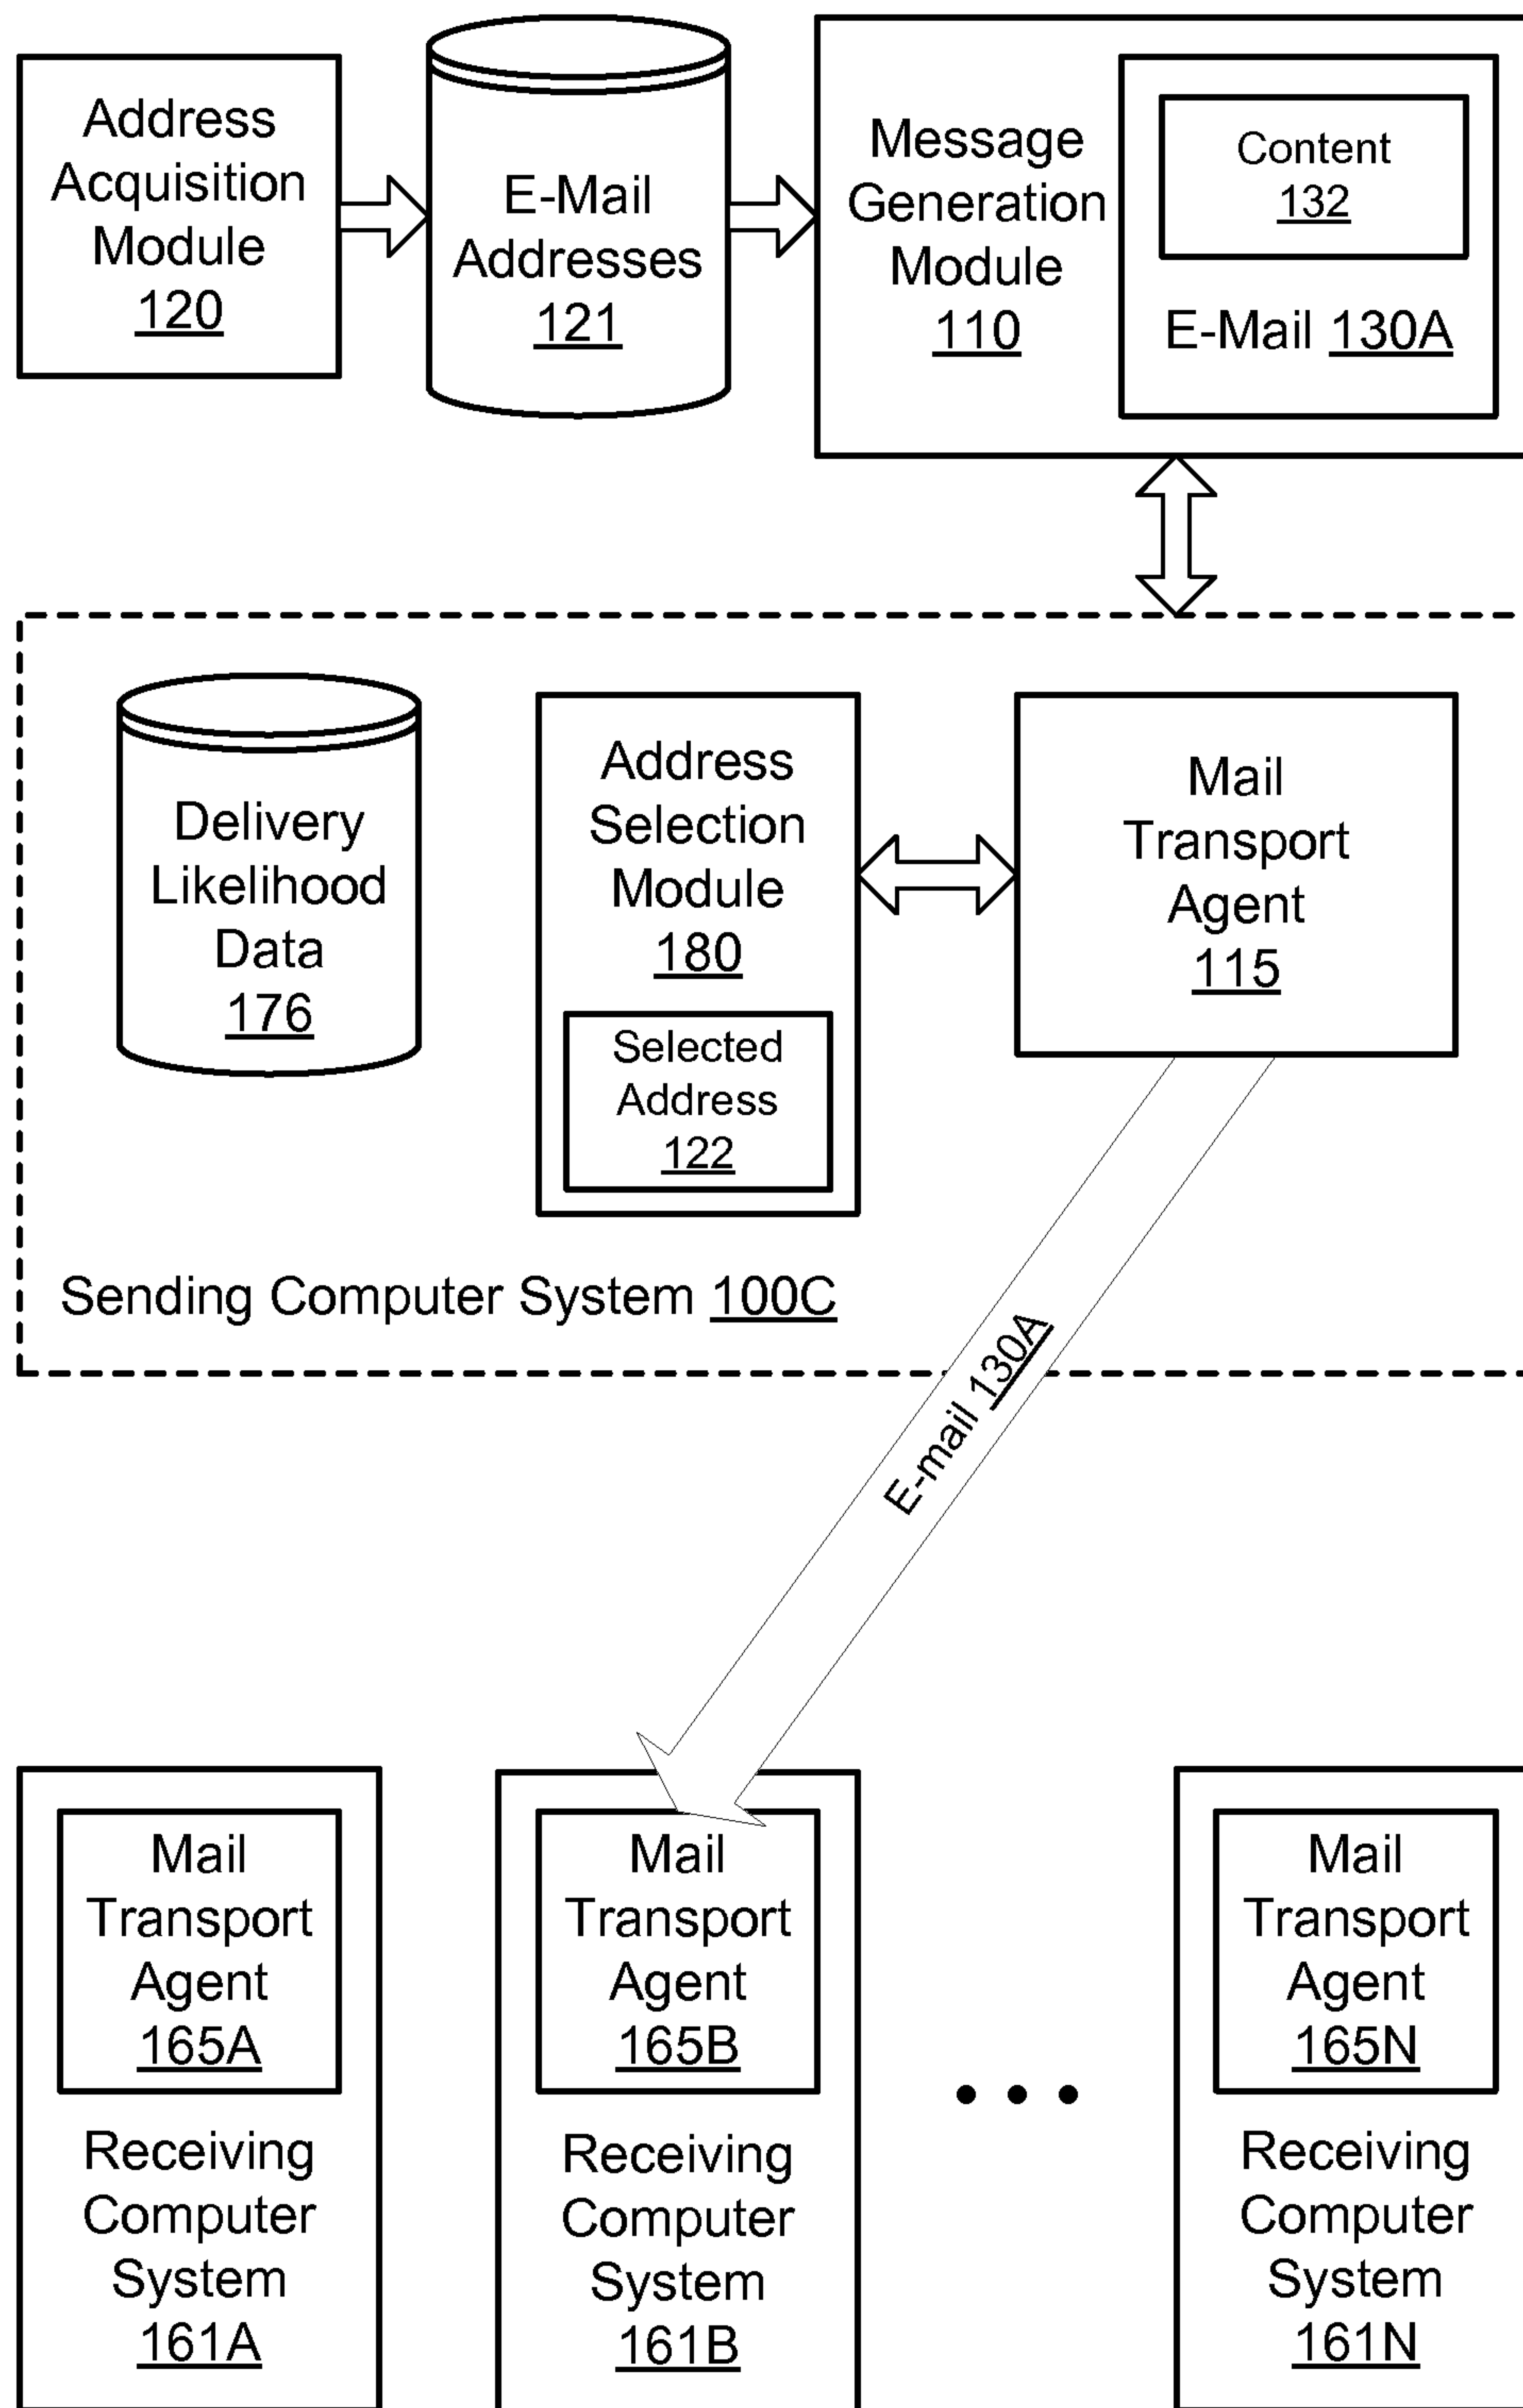 Address
Acquisition
Module
120
E-Mail
Addresses
121
Message
Generation
Module
110
Content
132
E-Mail 130A
Delivery
Likelihood
Data
176
Address
Selection
Module
180
Selected
Address
122
Mail
Transport
Agent
115
Sending Computer System 100C
E-mail 130A
Mail
Transport
Agent
165A
Receiving
Computer
System
161A
Mail
Transport
Agent
165B
Receiving
Computer
System
161B
Mail
Transport
Agent
165N
Receiving
Computer
System
161N